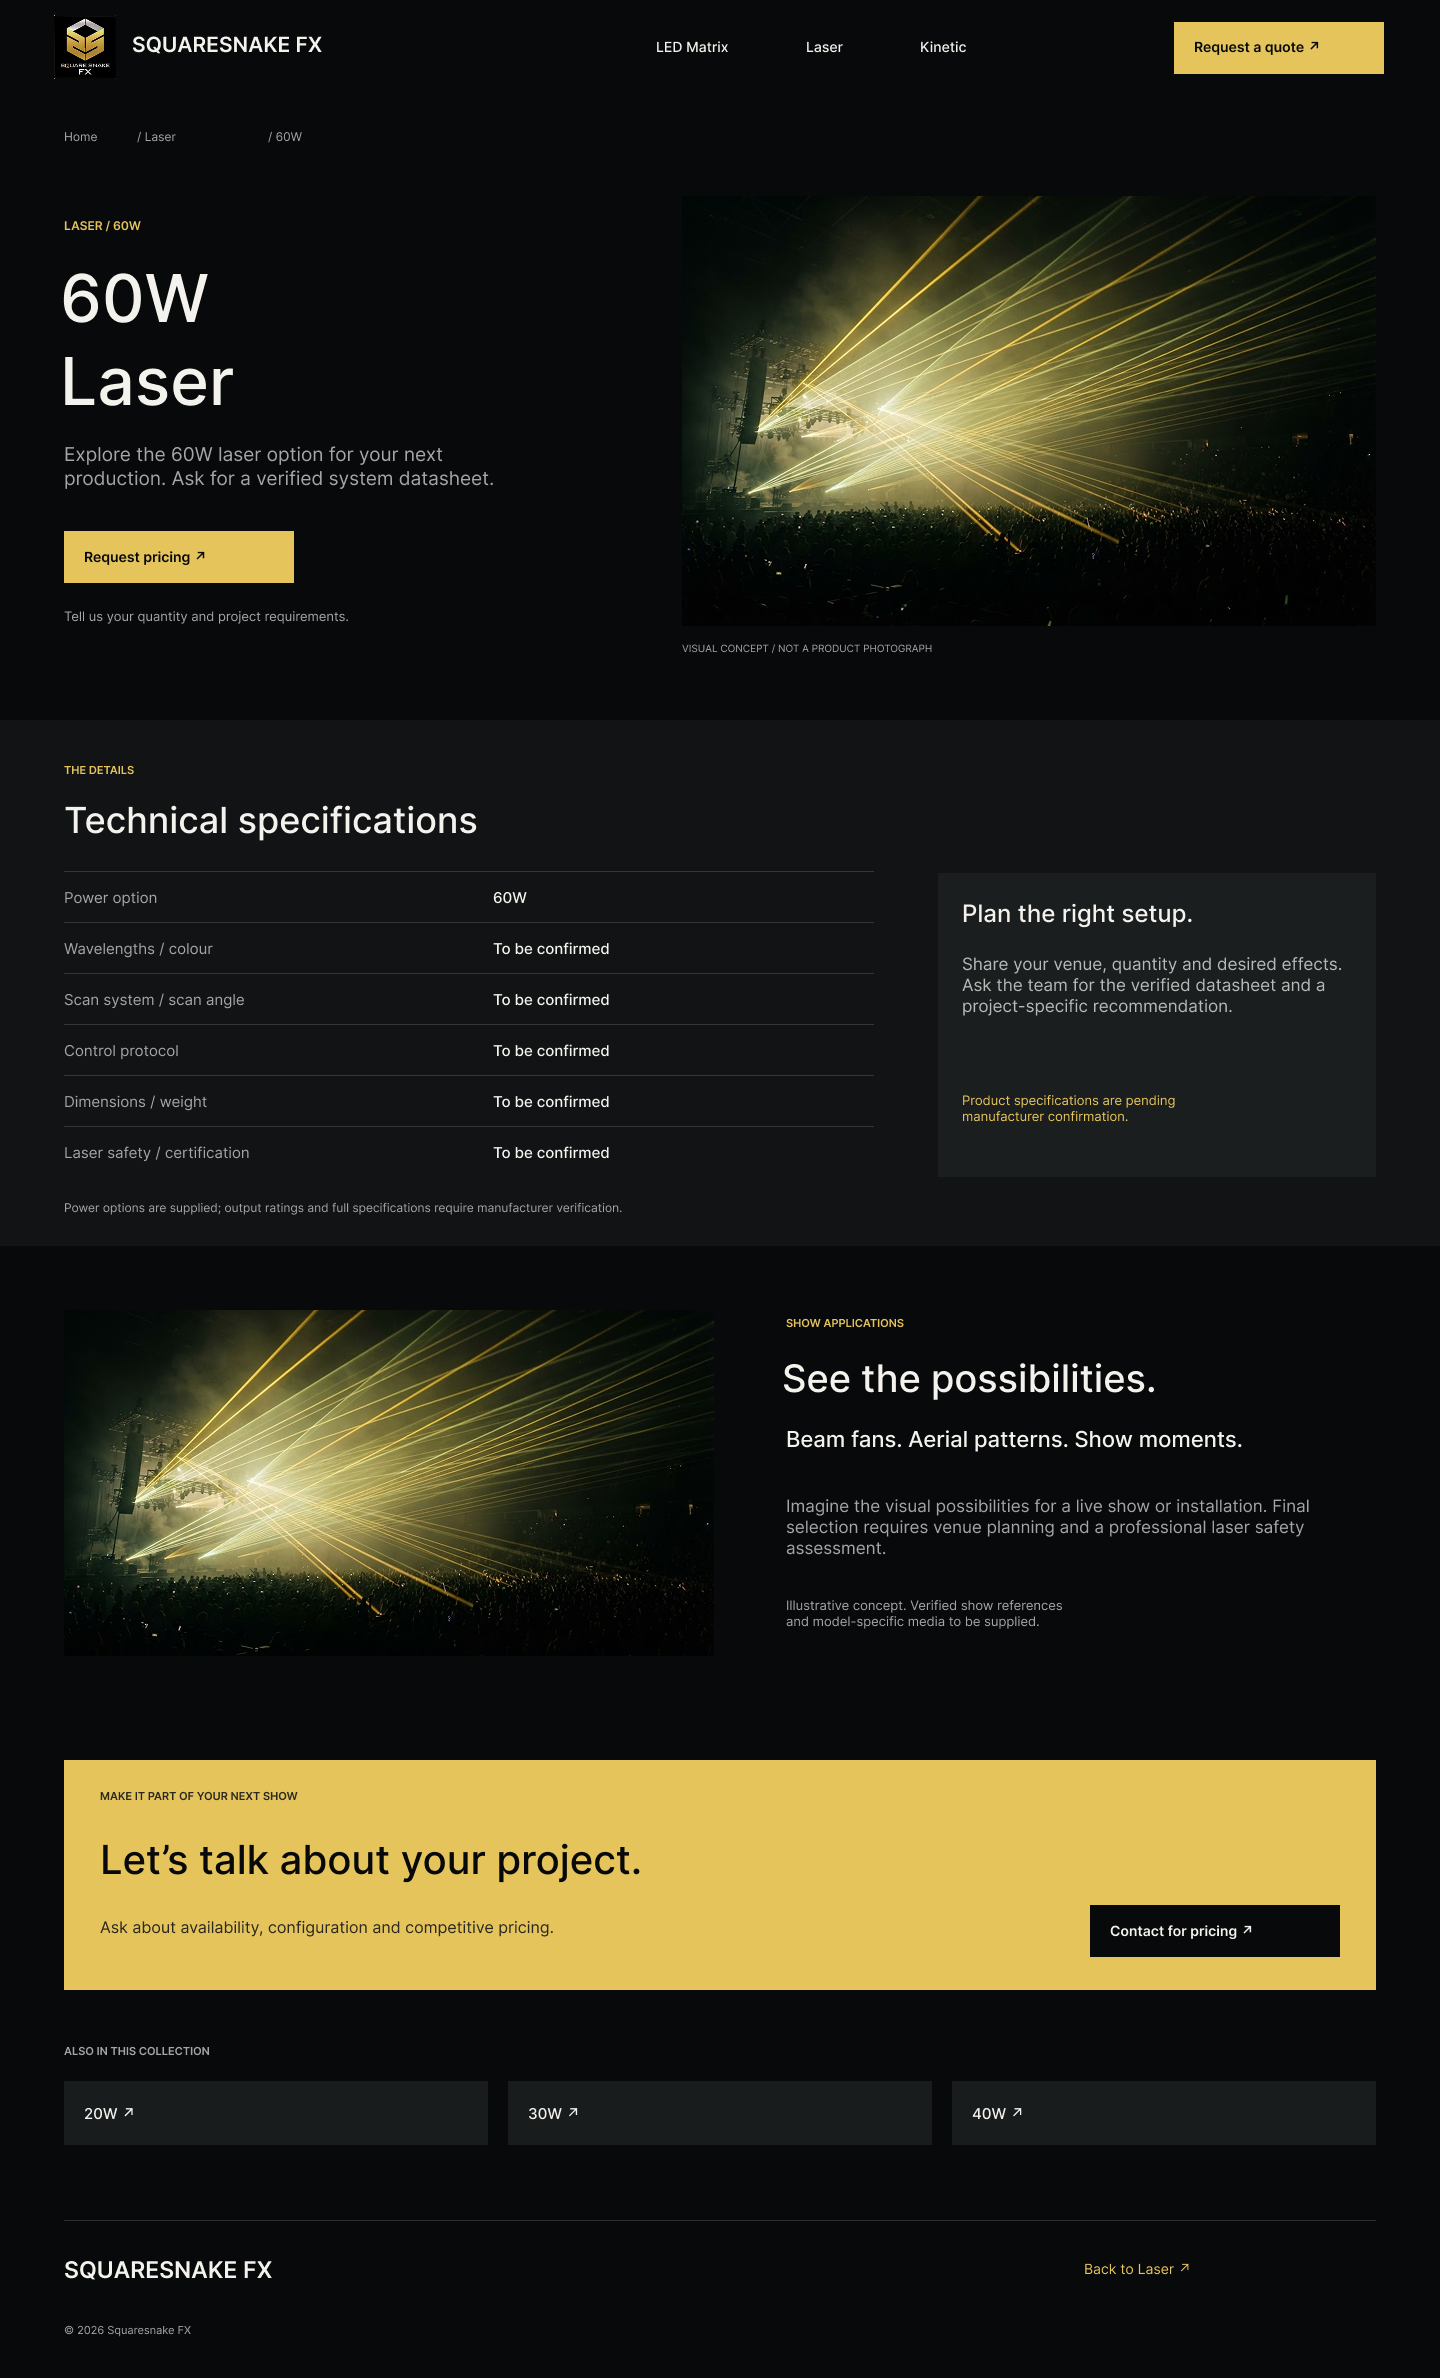 SQUARE SNAKE
FX
SQUARESNAKE FX
LED Matrix
Laser
Kinetic
Request a quote ↗
Home / Laser / 60W
LASER / 60W
60W
Laser
Explore the 60W laser option for your next
production. Ask for a verified system datasheet.
Request pricing ↗
Tell us your quantity and project requirements.
VISUAL CONCEPT / NOT A PRODUCT PHOTOGRAPH
THE DETAILS
Technical specifications
Power option 60W
Wavelengths / colour To be confirmed
Scan system / scan angle To be confirmed
Control protocol To be confirmed
Dimensions / weight To be confirmed
Laser safety / certification To be confirmed
Power options are supplied; output ratings and full specifications require manufacturer verification.
Plan the right setup.
Share your venue, quantity and desired effects.
Ask the team for the verified datasheet and a
project-specific recommendation.
Product specifications are pending
manufacturer confirmation.
SHOW APPLICATIONS
See the possibilities.
Beam fans. Aerial patterns. Show moments.
Imagine the visual possibilities for a live show or installation. Final
selection requires venue planning and a professional laser safety
assessment.
Illustrative concept. Verified show references
and model-specific media to be supplied.
MAKE IT PART OF YOUR NEXT SHOW
Let’s talk about your project.
Ask about availability, configuration and competitive pricing.
Contact for pricing ↗
ALSO IN THIS COLLECTION
20W ↗
30W ↗
40W ↗
SQUARESNAKE FX
Back to Laser ↗
© 2026 Squaresnake FX